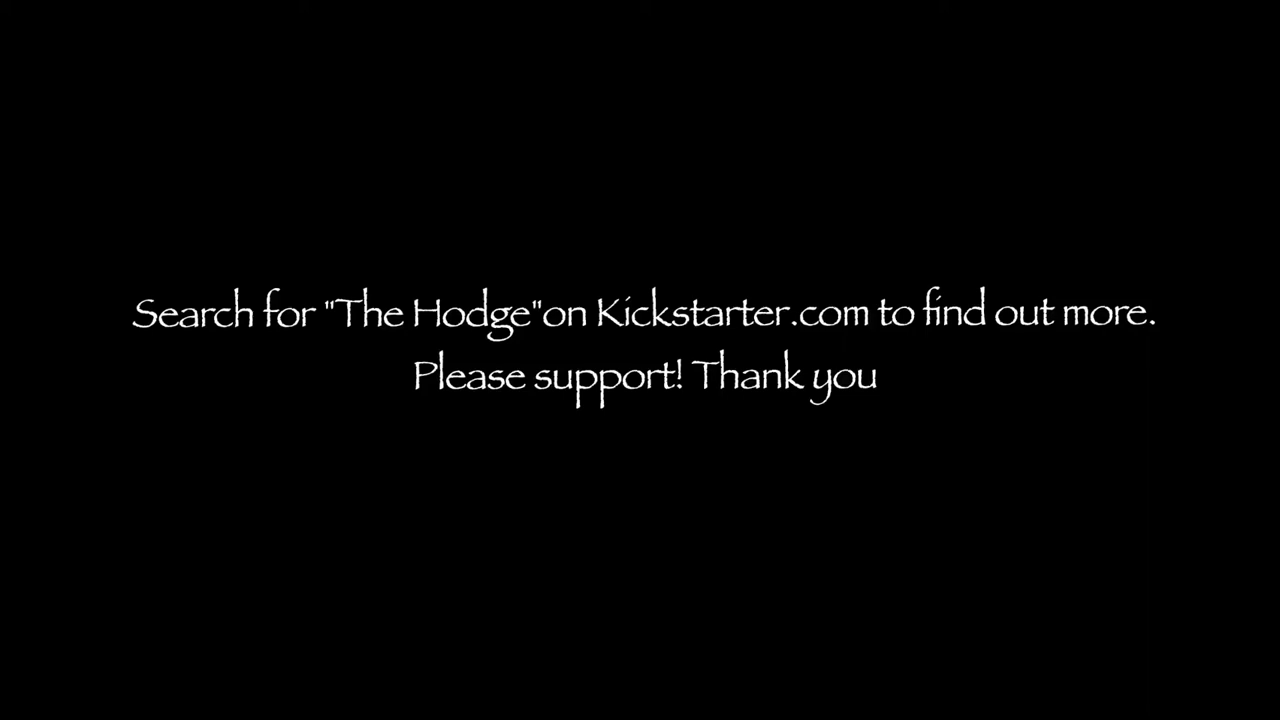 Search for "The Hodge"on Kickstarter.com to find out more.
Please support! Thank you